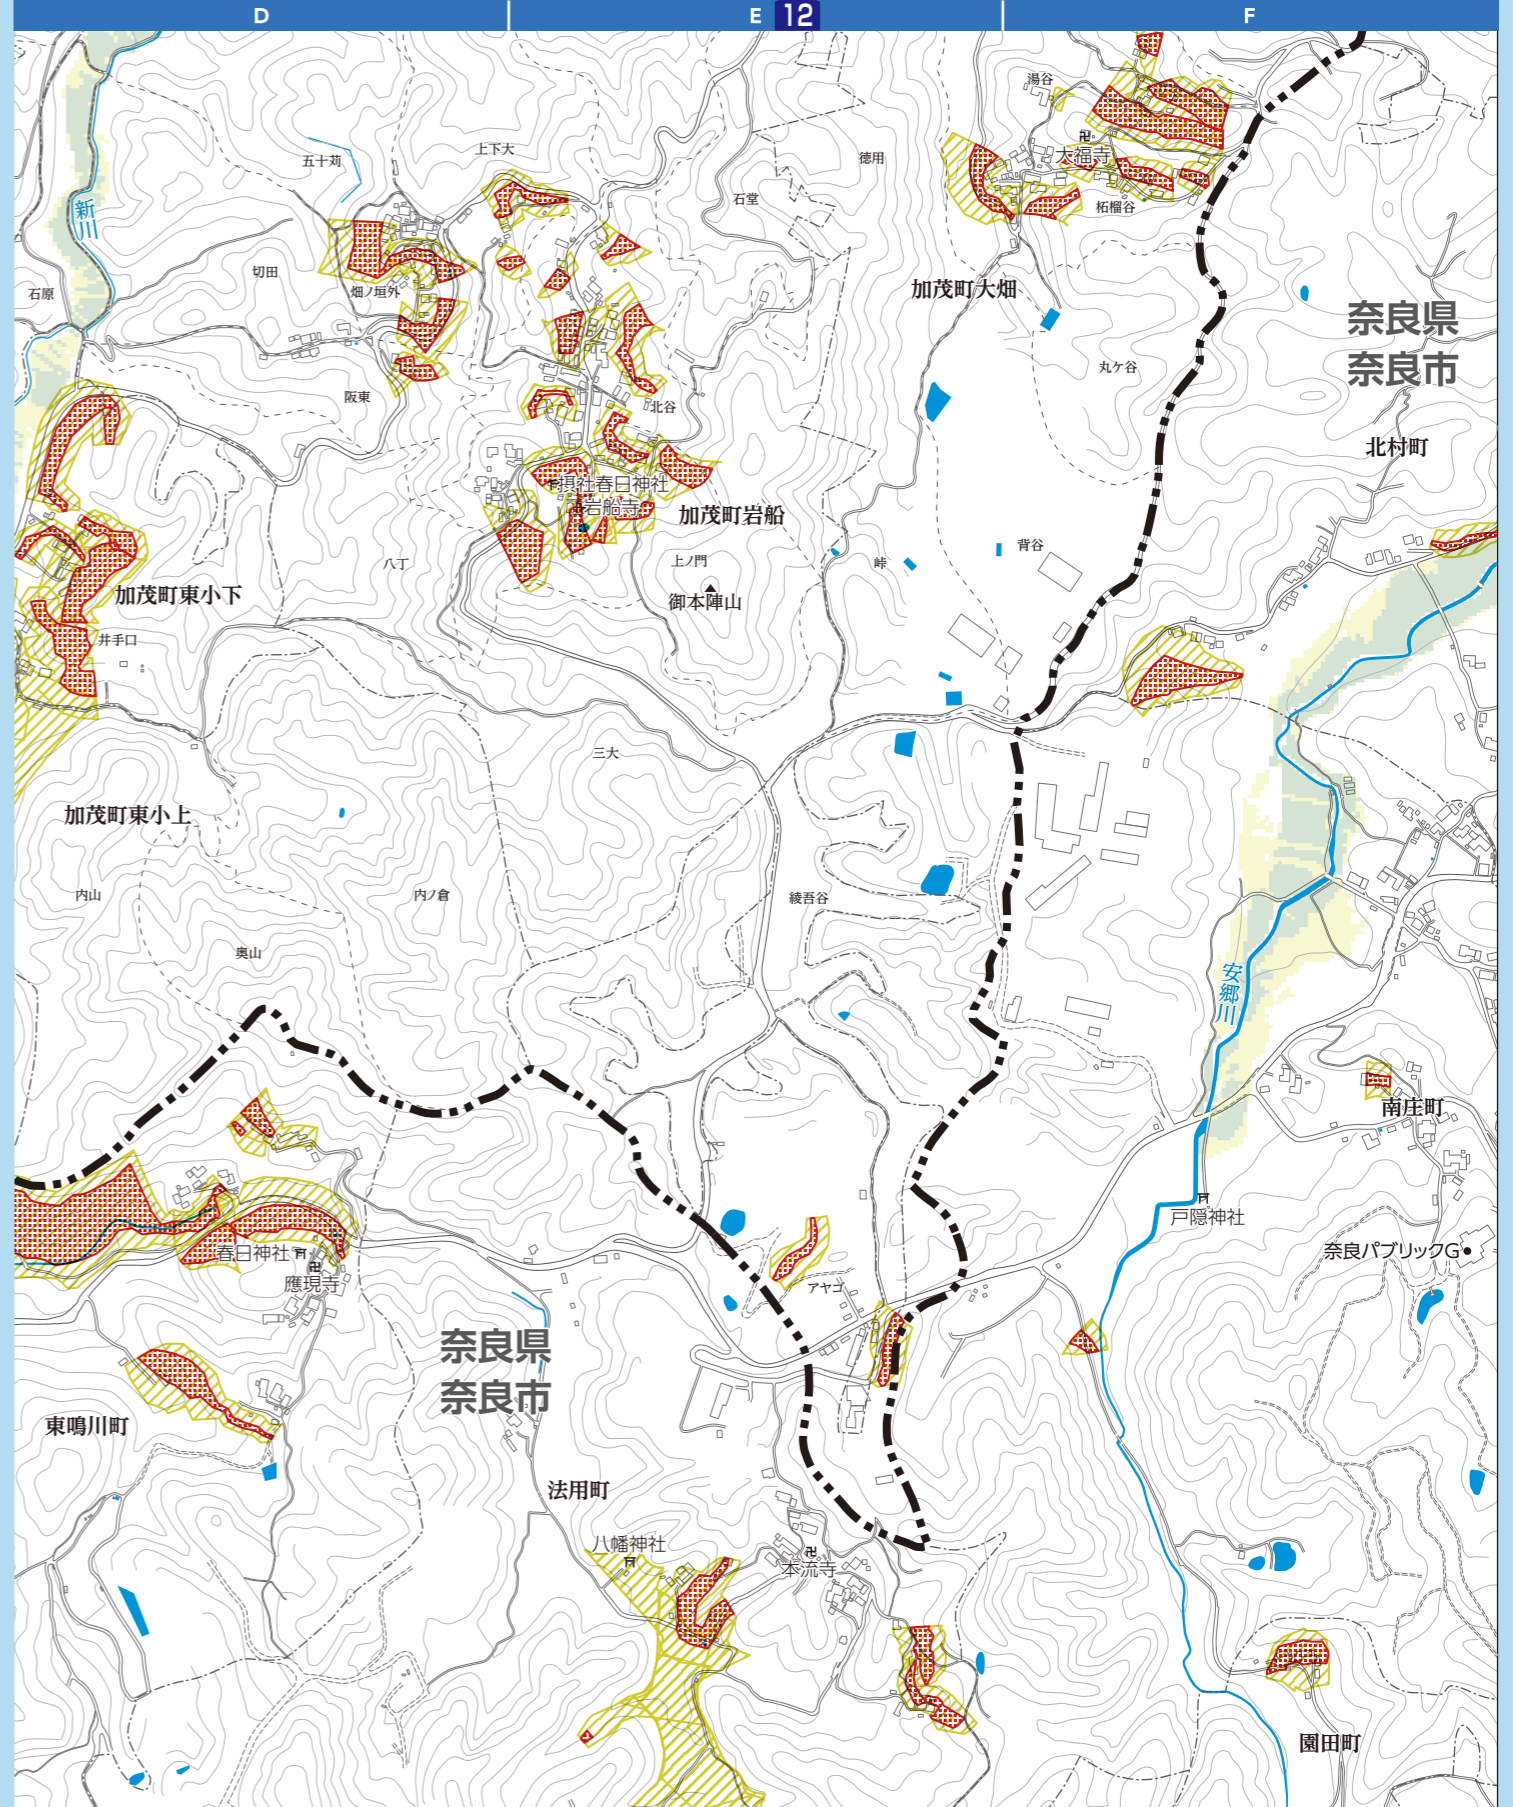 D
E
12
F
湯谷
大福寺
柘榴谷
五十苅
上下大
徳用
石堂
新川
切田
石原
畑ノ垣外
加茂町大畑
奈良県
奈良市
丸ケ谷
阪東
北谷
北村町
摂社春日神社
岩船寺
加茂町岩船
背谷
八丁
上ノ門
峠
加茂町東小下
御本陣山
井手口
三大
加茂町東小上
内山
内ノ倉
綾吾谷
奥山
安郷川
南庄町
戸隠神社
春日神社
奈良パブリックG
應現寺
アヤコ
奈良県
奈良市
東鳴川町
法用町
八幡神社
本流寺
園田町